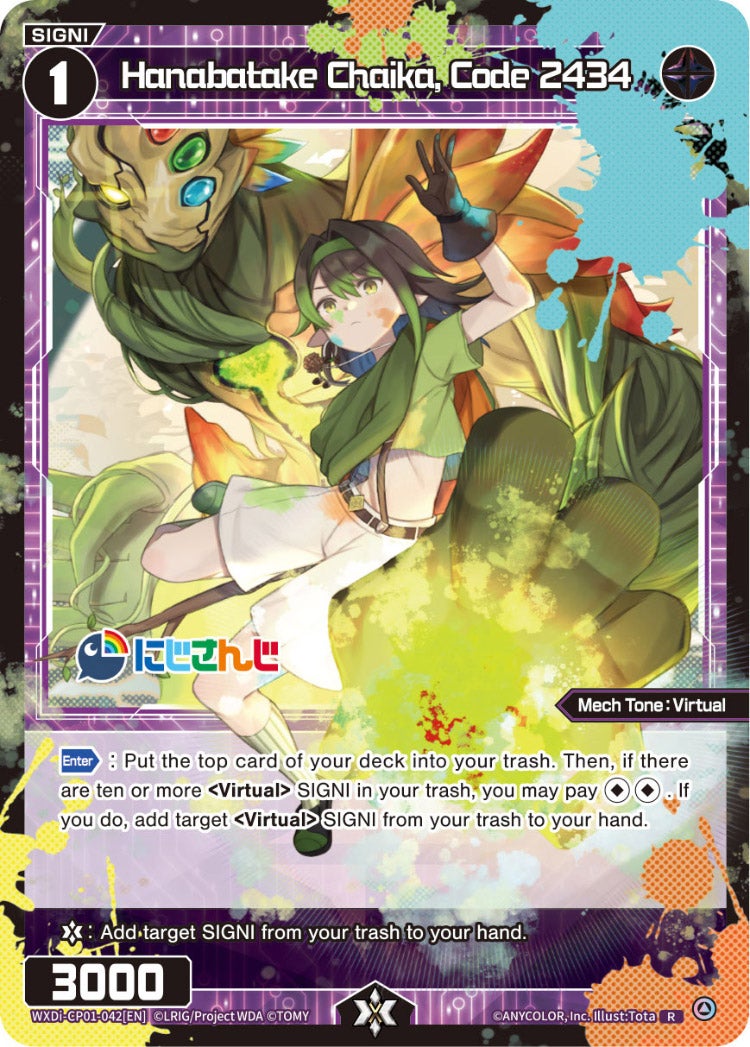 SIGNI
1
Hanabatake Chaika, Code 2434
にじさんじ
Mech Tone:Virtual
Enter : Put the top card of your deck into your trash. Then, if there
are ten or more <Virtual> SIGNI in your trash, you may pay ◆ ◆ . If
you do, add target <Virtual> SIGNI from your trash to your hand.
: Add target SIGNI from your trash to your hand.
3000
WXDi-CP01-042[EN] ©LRIG/Project WDA ©TOMY
©ANYCOLOR, Inc. Illust:Tota R